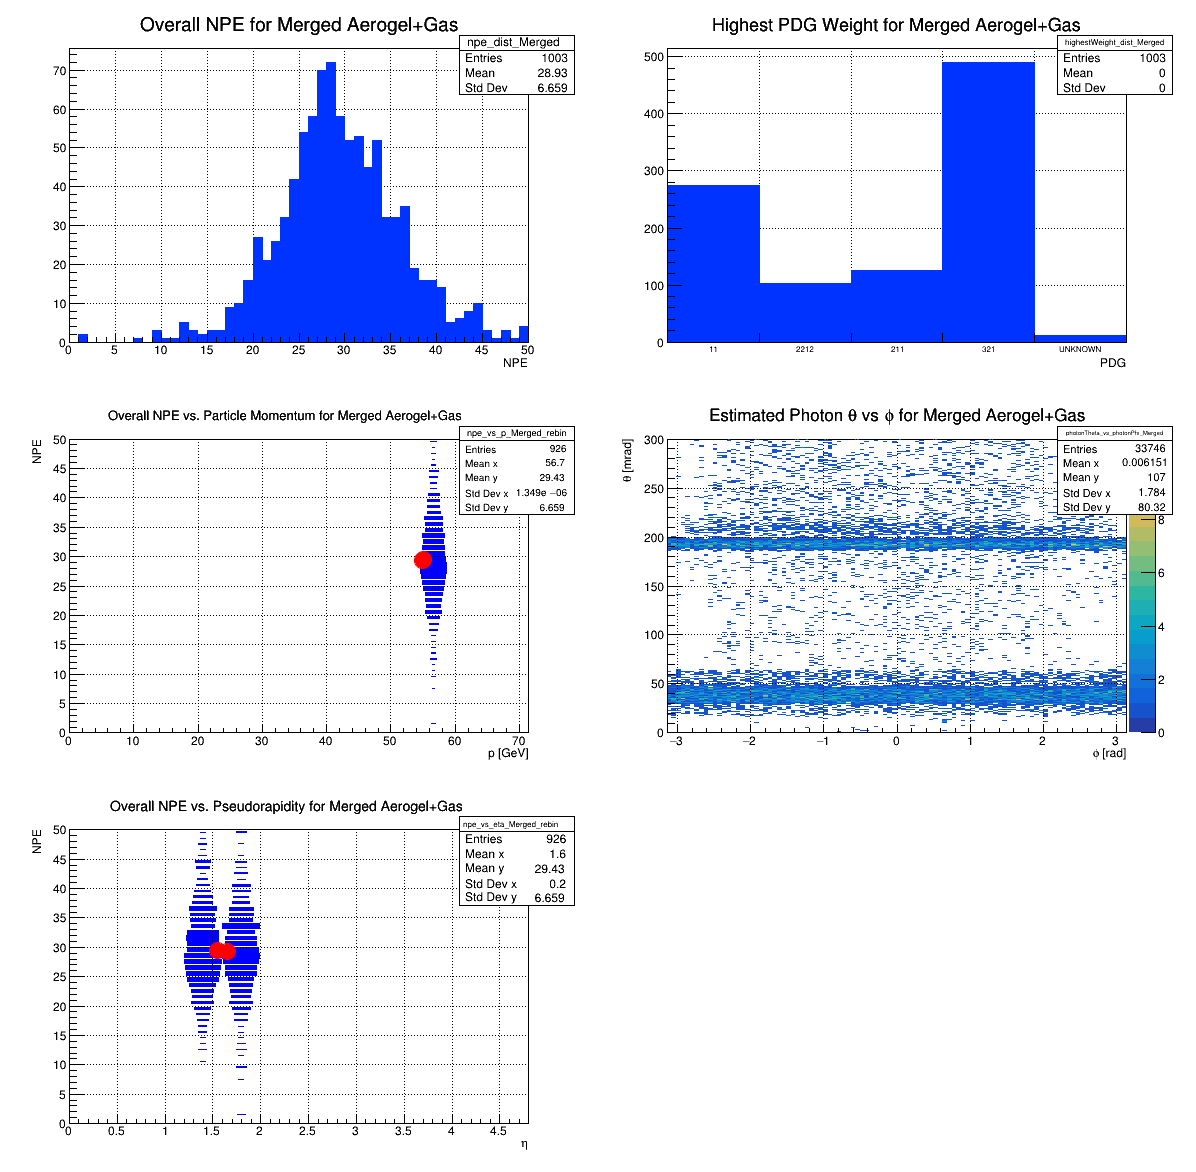 Overall NPE for Merged Aerogel+Gas
npe_dist_Merged
Entries 1003
Mean 28.93
Std Dev 6.659
70
60
50
40
30
20
10
0
0 5 10 15 20 25 30 35 40 45 50
NPE
Highest PDG Weight for Merged Aerogel+Gas
highestWeight_dist_Merged
Entries 1003
Mean 0
Std Dev 0
500
400
300
200
100
0
11 2212 211 321 UNKNOWN
PDG
Overall NPE vs. Particle Momentum for Merged Aerogel+Gas
npe_vs_p_Merged_rebin
Entries 926
Mean x 56.7
Mean y 29.43
Std Dev x 1.349e −06
Std Dev y 6.659
NPE
50
45
40
35
30
25
20
15
10
5
0
0 10 20 30 40 50 60 70
p [GeV]
Estimated Photon θ vs ϕ for Merged Aerogel+Gas
photonTheta_vs_photonPhi_Merged
Entries 33746
Mean x 0.006151
Mean y 107
Std Dev x 1.784
Std Dev y 80.32
θ [mrad]
300
250
200
150
100
50
0
−3 −2 −1 0 1 2 3
ϕ [rad]
8
6
4
2
0
Overall NPE vs. Pseudorapidity for Merged Aerogel+Gas
npe_vs_eta_Merged_rebin
Entries 926
Mean x 1.6
Mean y 29.43
Std Dev x 0.2
Std Dev y 6.659
NPE
50
45
40
35
30
25
20
15
10
5
0
0 0.5 1 1.5 2 2.5 3 3.5 4 4.5
η